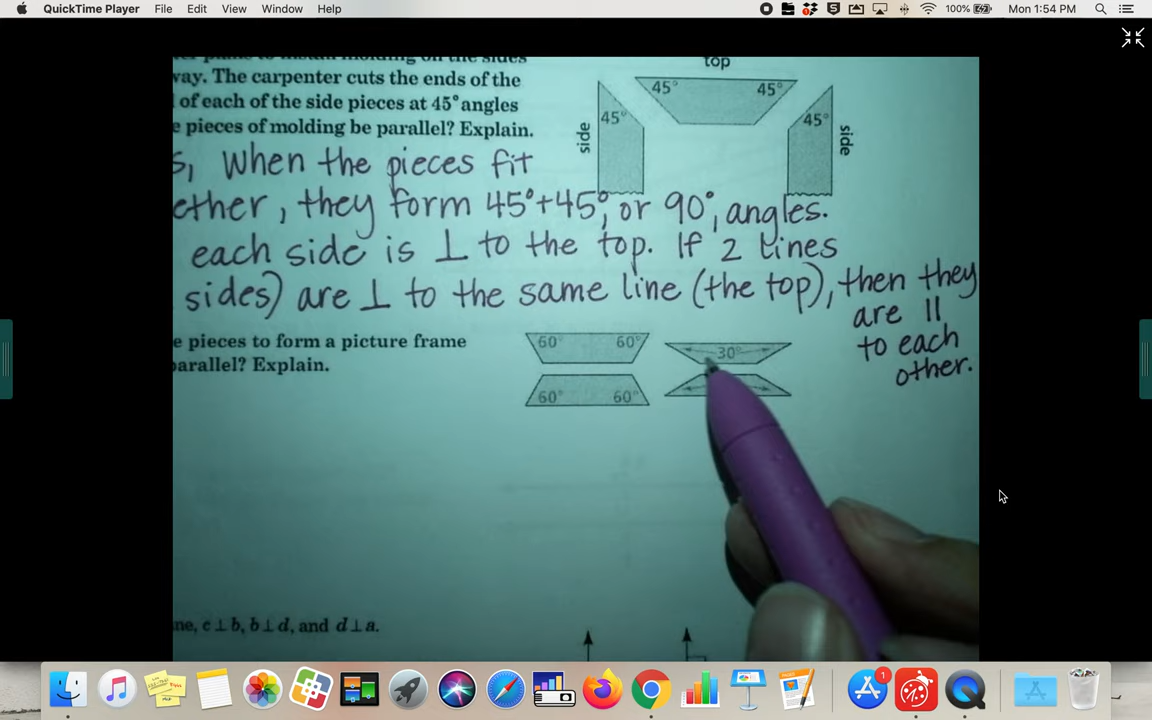 QuickTime Player File Edit View Window Help
100% Mon 1:54 PM
top
way. The carpenter cuts the ends of the
of each of the side pieces at 45° angles
e pieces of molding be parallel? Explain.
45° 45°
45° 45°
side side
s, When the pieces fit
ether, they form 45°+45°, or 90°, angles.
each side is ⊥ to the top. If 2 lines
sides) are ⊥ to the same line (the top), then they
are ||
to each
other.
e pieces to form a picture frame
parallel? Explain.
60° 60° 30°
60° 60°
ne, c⊥b, b⊥d, and d⊥a.
1